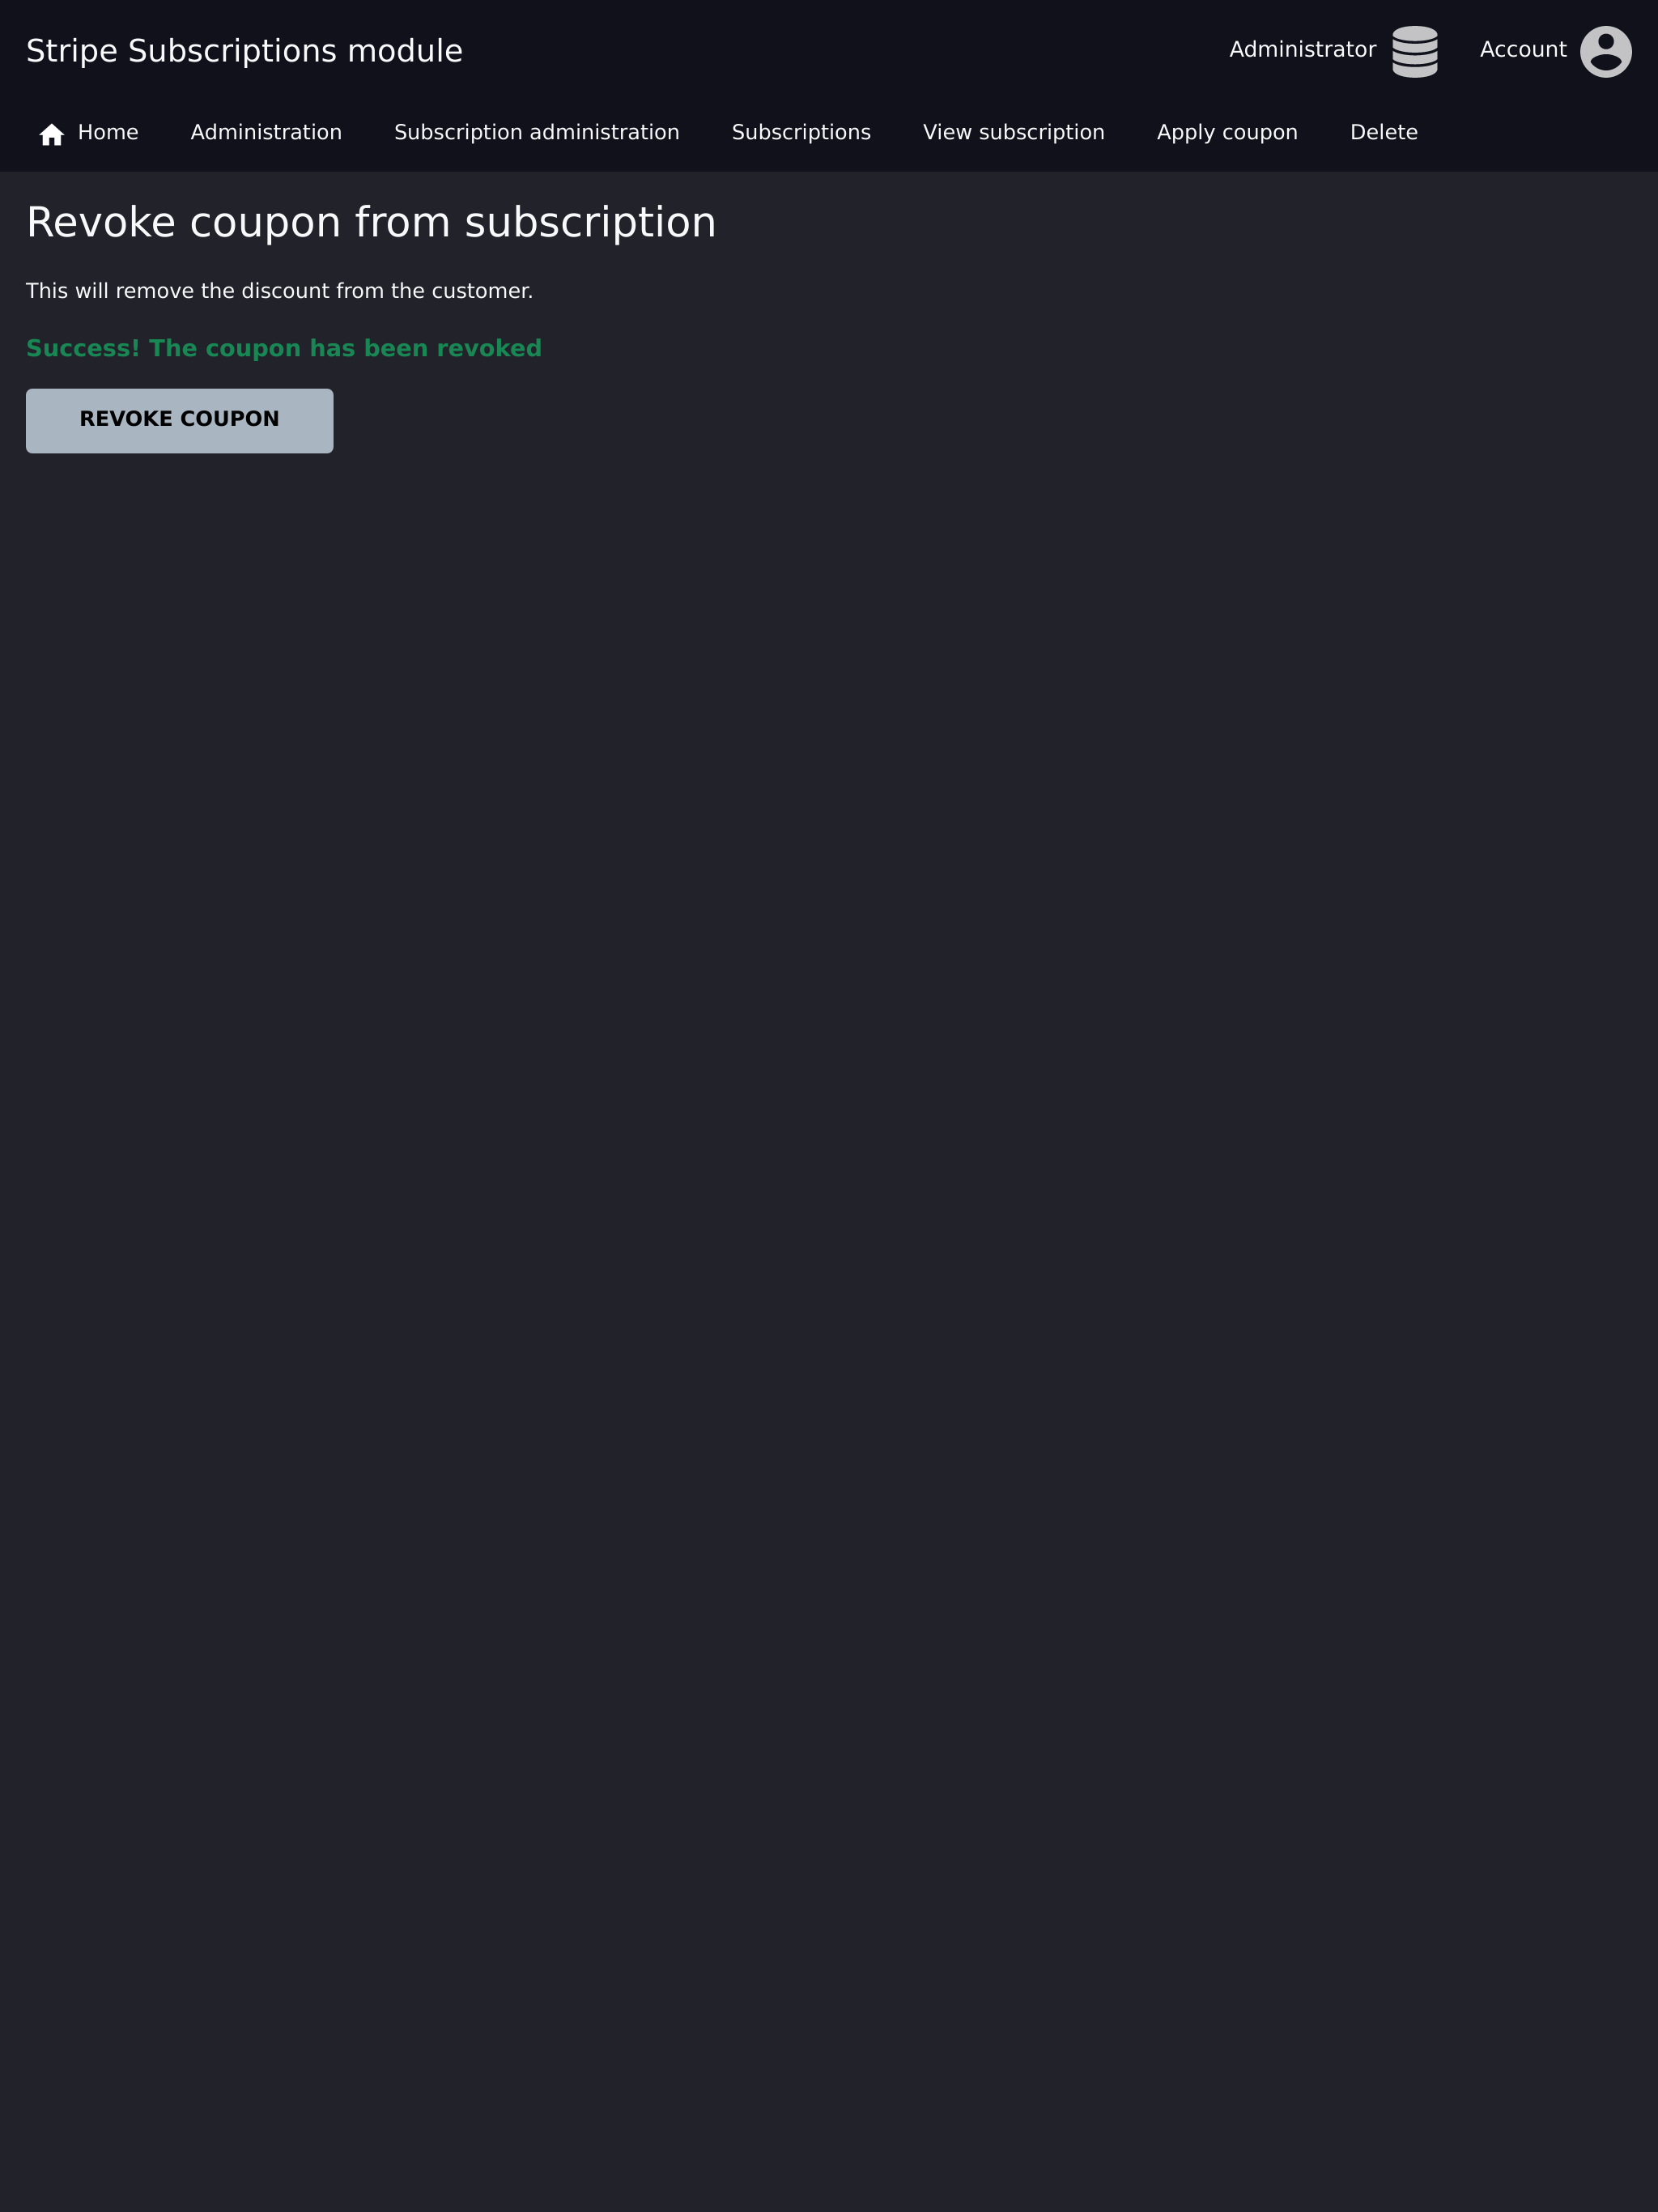 Stripe Subscriptions module
Administrator
Account
Home Administration Subscription administration Subscriptions View subscription Apply coupon Delete
Revoke coupon from subscription
This will remove the discount from the customer.
Success! The coupon has been revoked
REVOKE COUPON